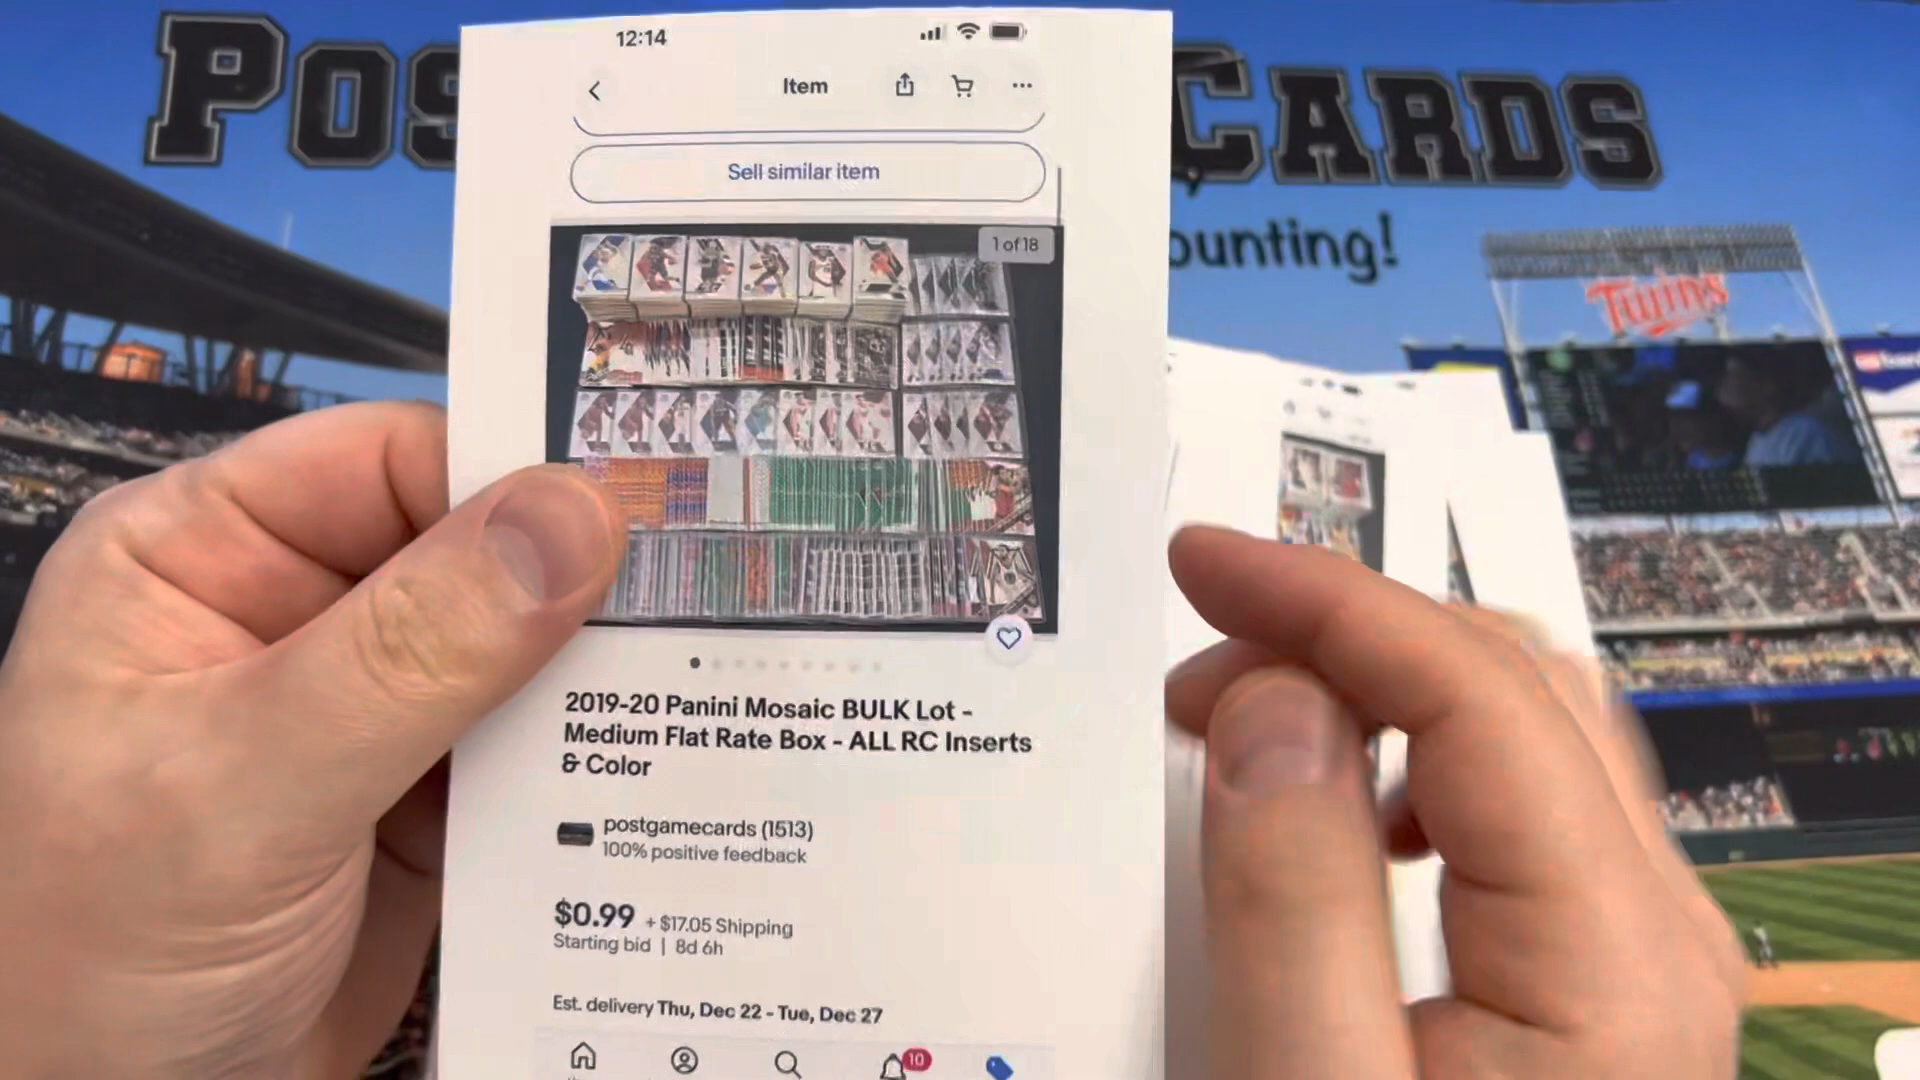 POS
CARDS
ounting!
Twins
12:14
Item
Sell similar item
1 of 18
2019-20 Panini Mosaic BULK Lot -
Medium Flat Rate Box - ALL RC Inserts
& Color
postgamecards (1513)
100% positive feedback
$0.99 + $17.05 Shipping
Starting bid | 8d 6h
Est. delivery Thu, Dec 22 - Tue, Dec 27
10